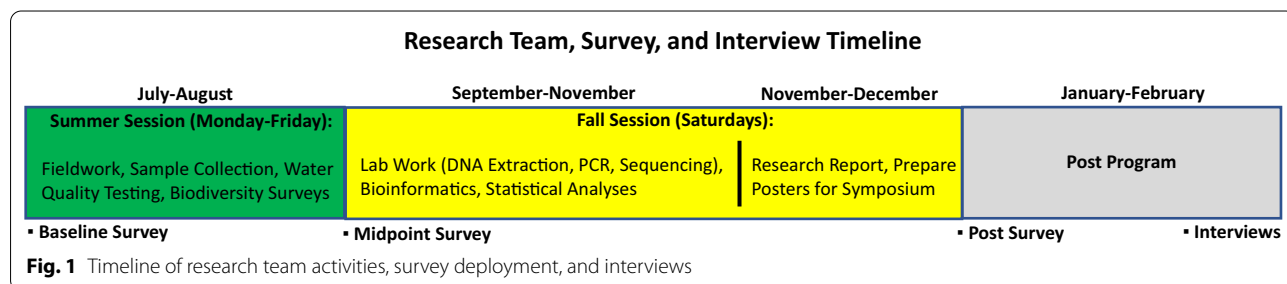 Research Team, Survey, and Interview Timeline
July-August
September-November
November-December
January-February
Summer Session (Monday-Friday):
Fieldwork, Sample Collection, Water
Quality Testing, Biodiversity Surveys
Fall Session (Saturdays):
Lab Work (DNA Extraction, PCR, Sequencing),
Bioinformatics, Statistical Analyses
Research Report, Prepare
Posters for Symposium
Post Program
▪ Baseline Survey
▪ Midpoint Survey
▪ Post Survey
▪ Interviews
Fig. 1 Timeline of research team activities, survey deployment, and interviews